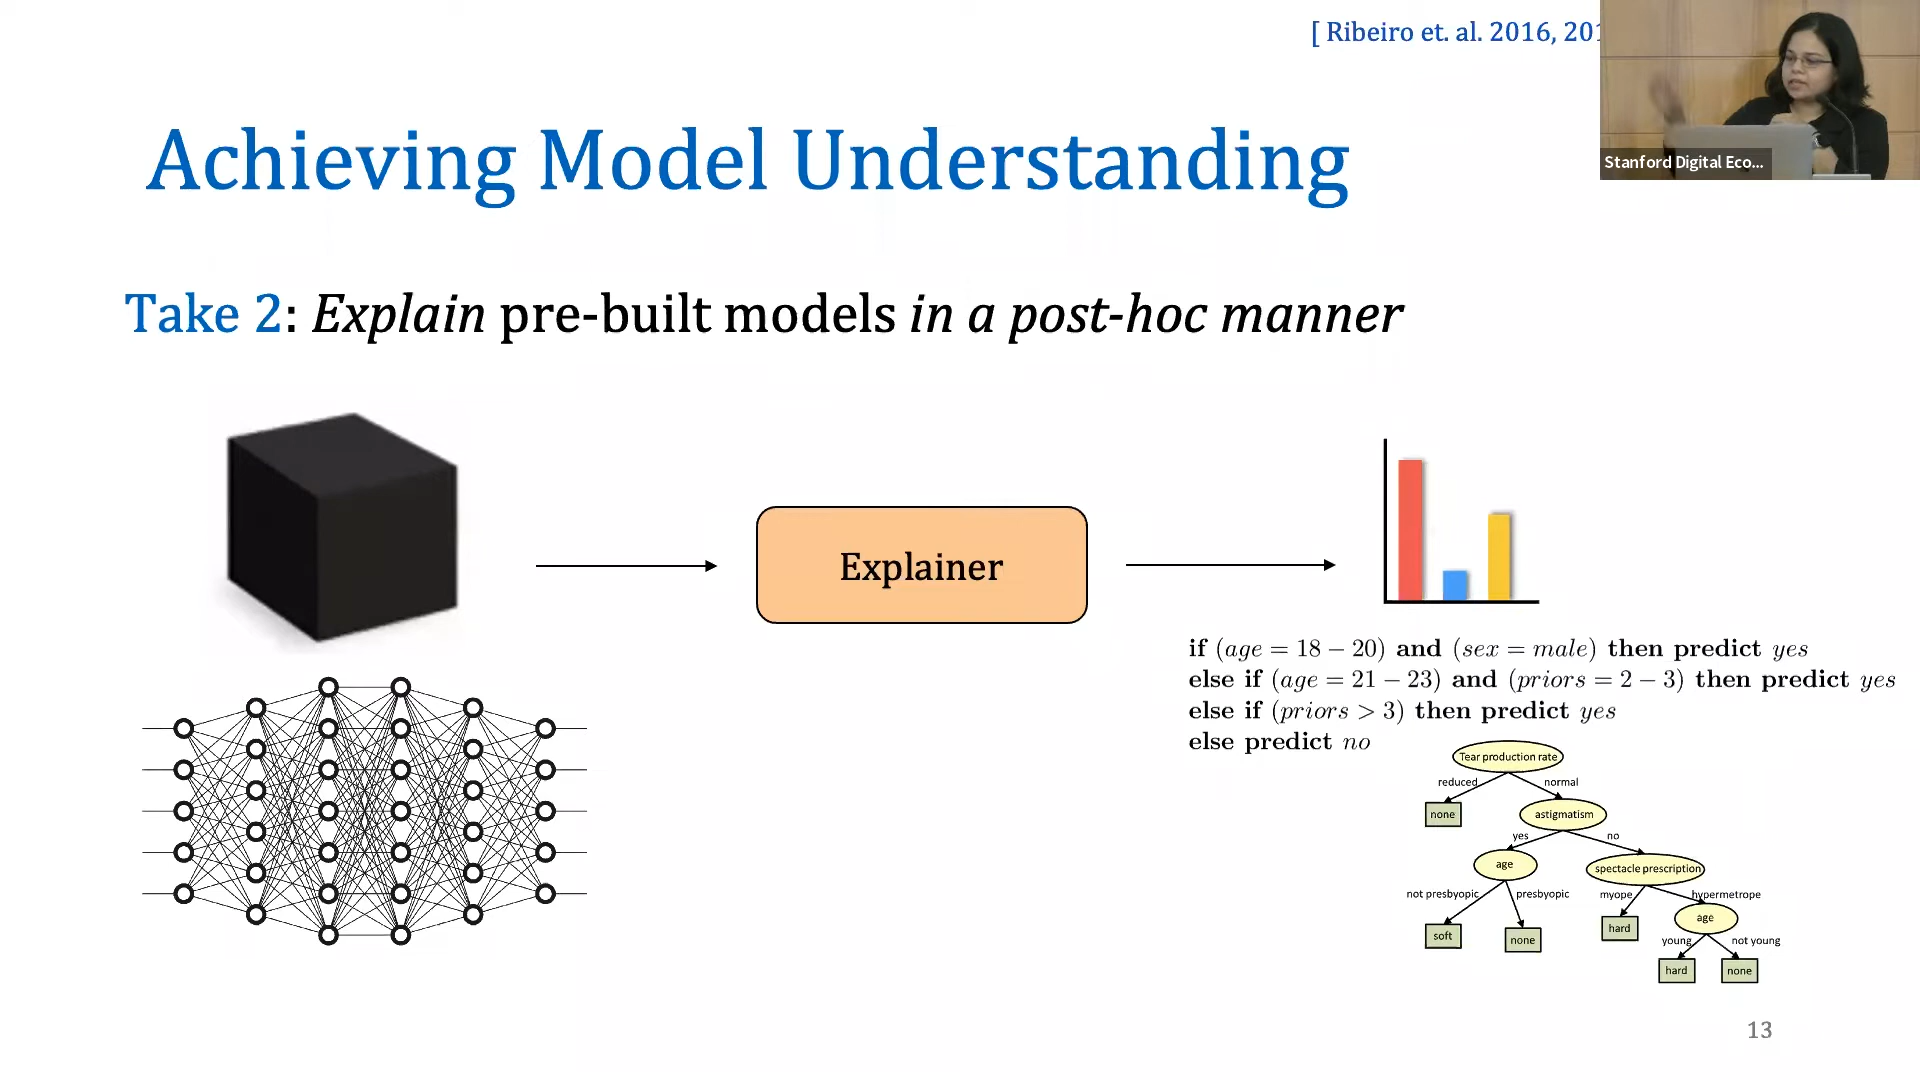 [ Ribeiro et. al. 2016, 201
Stanford Digital Eco...
Achieving Model Understanding
Take 2: Explain pre-built models in a post-hoc manner
Explainer
if (age = 18 − 20) and (sex = male) then predict yes
else if (age = 21 − 23) and (priors = 2 − 3) then predict yes
else if (priors > 3) then predict yes
else predict no
Tear production rate
reduced normal
none astigmatism
yes no
age spectacle prescription
not presbyopic presbyopic myope hypermetrope
soft none hard age
young not young
hard none
13